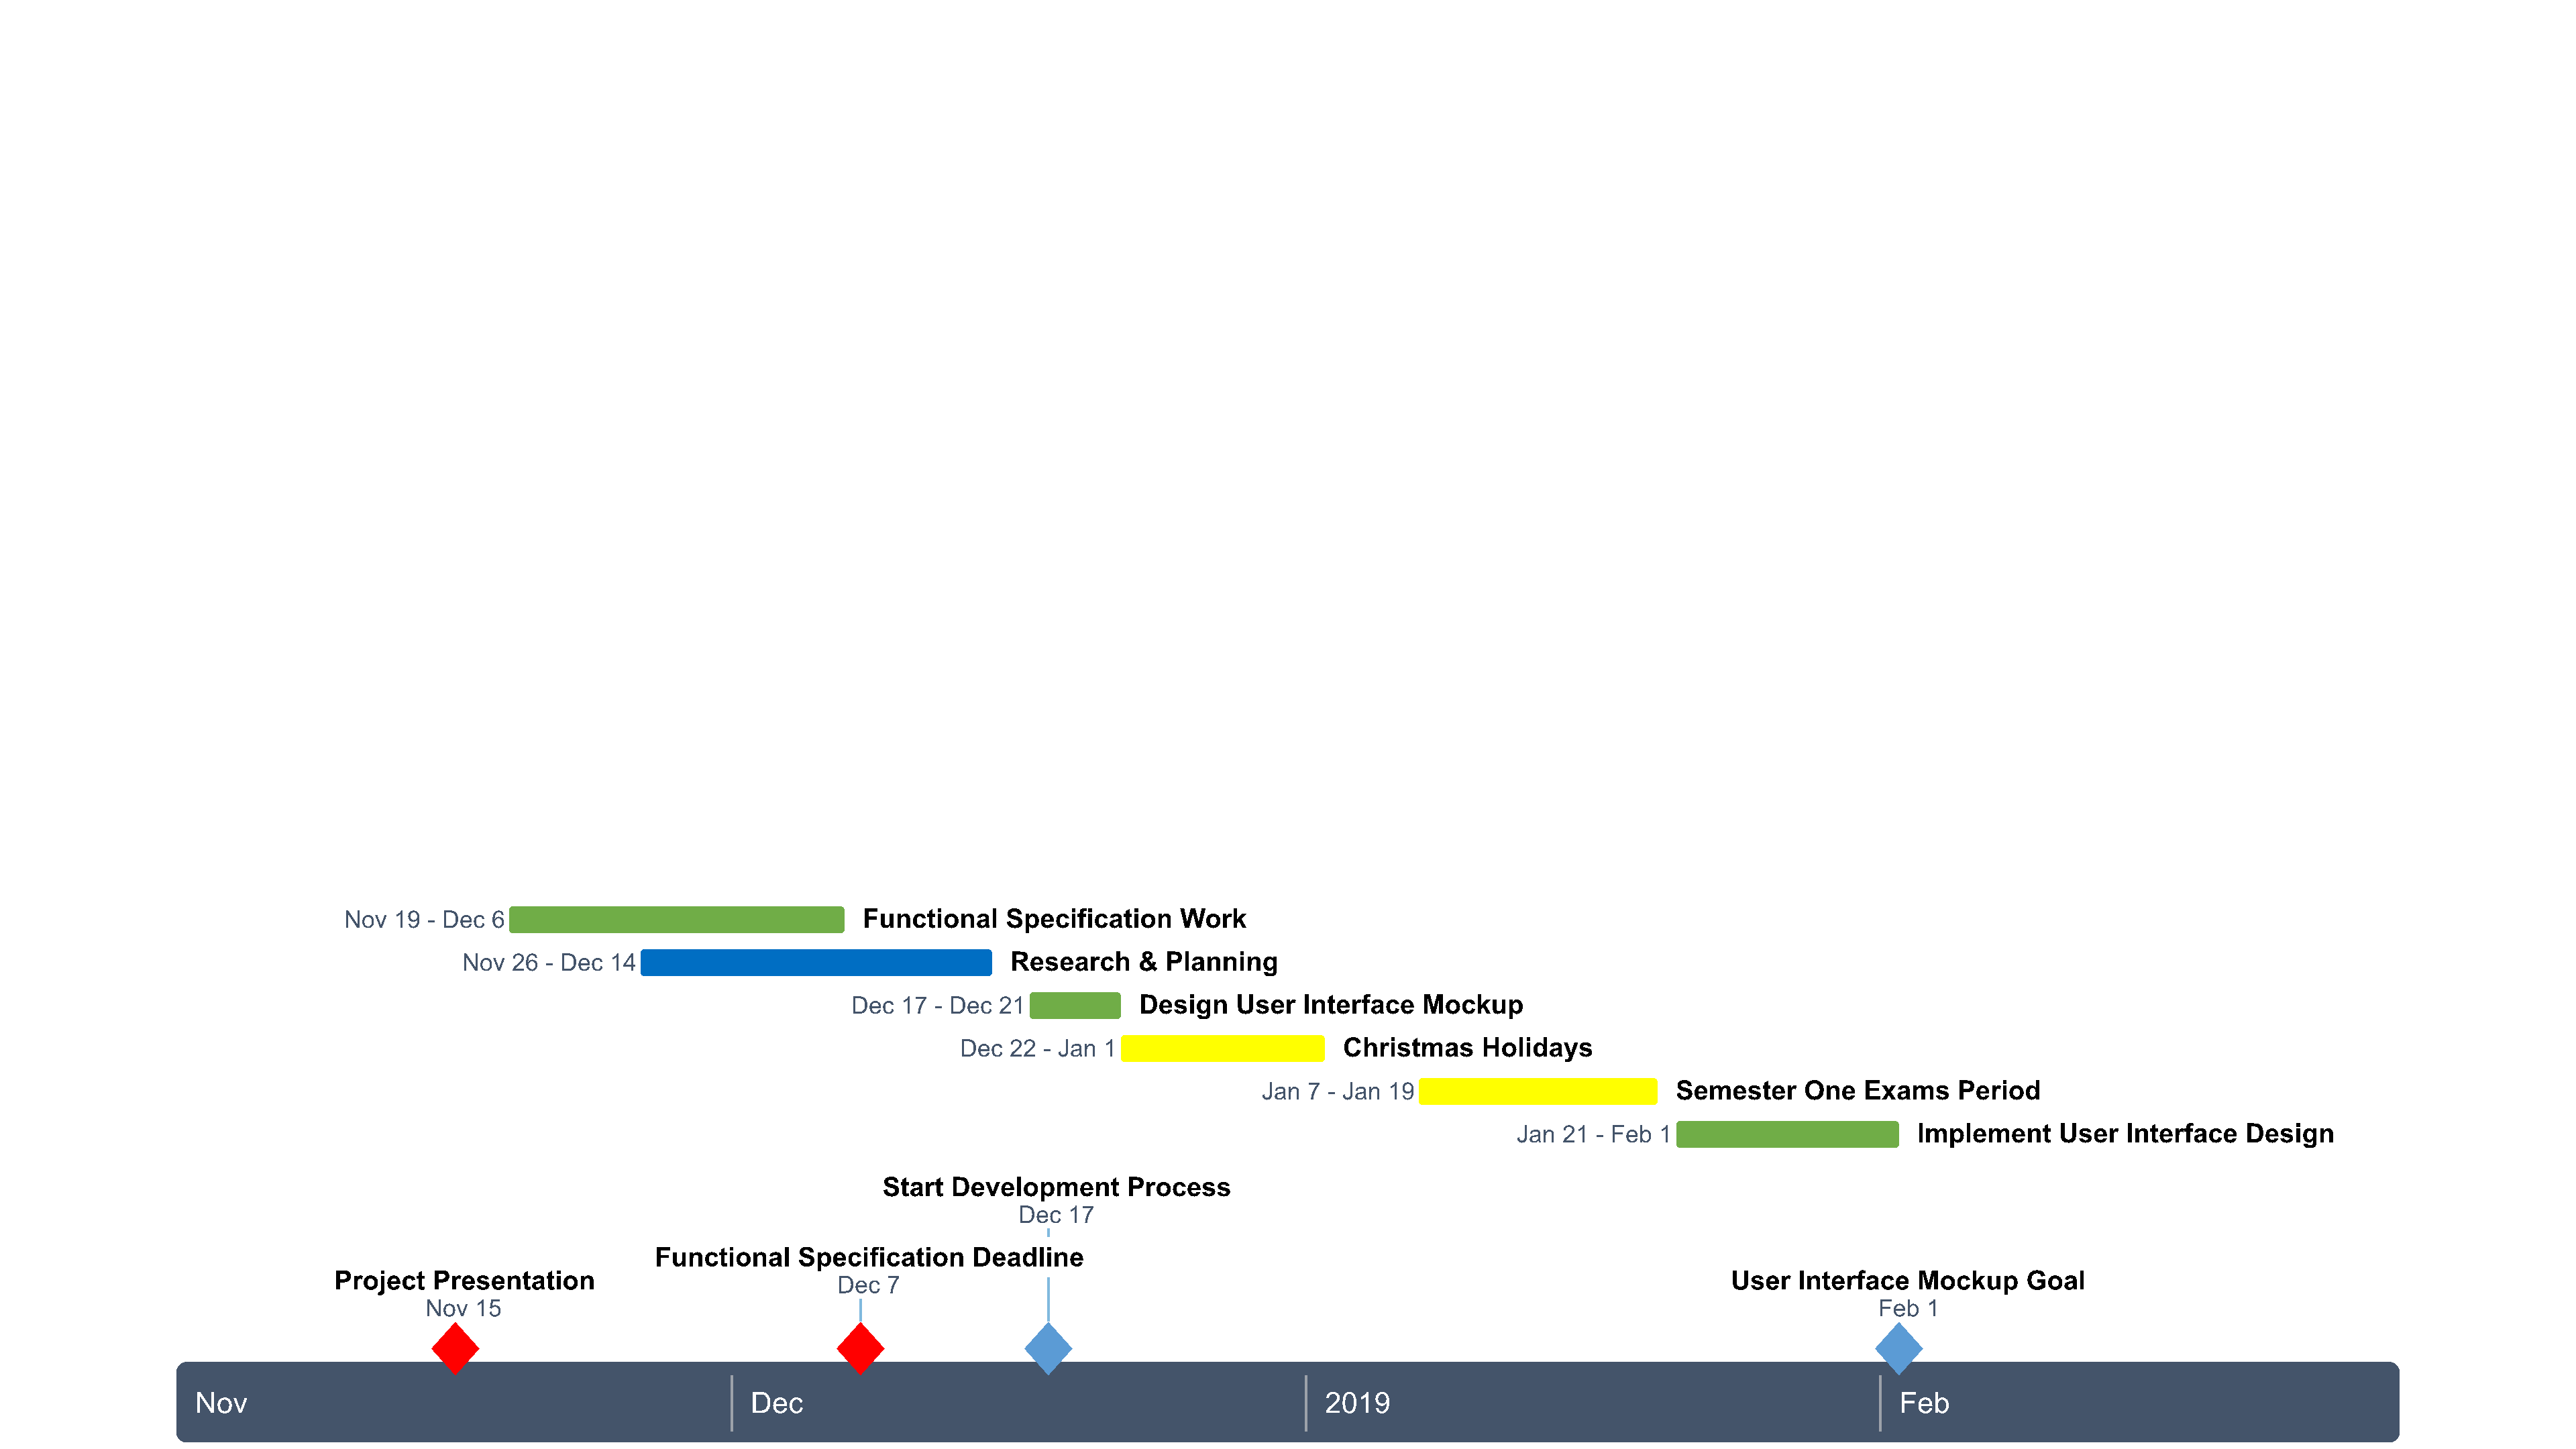 Nov 19 - Dec 6 Functional Specification Work
Nov 26 - Dec 14 Research & Planning
Dec 17 - Dec 21 Design User Interface Mockup
Dec 22 - Jan 1 Christmas Holidays
Jan 7 - Jan 19 Semester One Exams Period
Jan 21 - Feb 1 Implement User Interface Design
Start Development Process
Dec 17
Functional Specification Deadline
Dec 7
Project Presentation
Nov 15
User Interface Mockup Goal
Feb 1
Nov Dec 2019 Feb